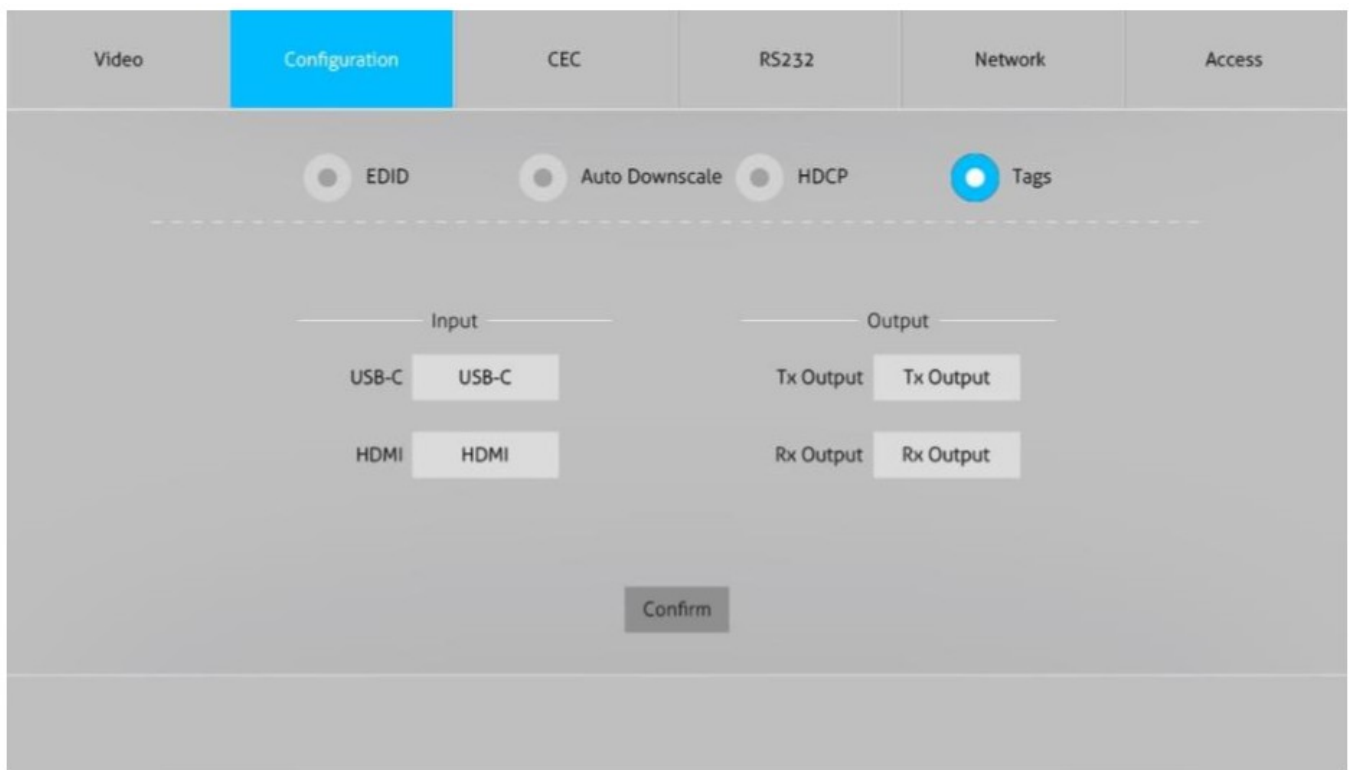 Video Configuration CEC RS232 Network Access
EDID Auto Downscale HDCP Tags
Input Output
USB-C USB-C Tx Output Tx Output
HDMI HDMI Rx Output Rx Output
Confirm